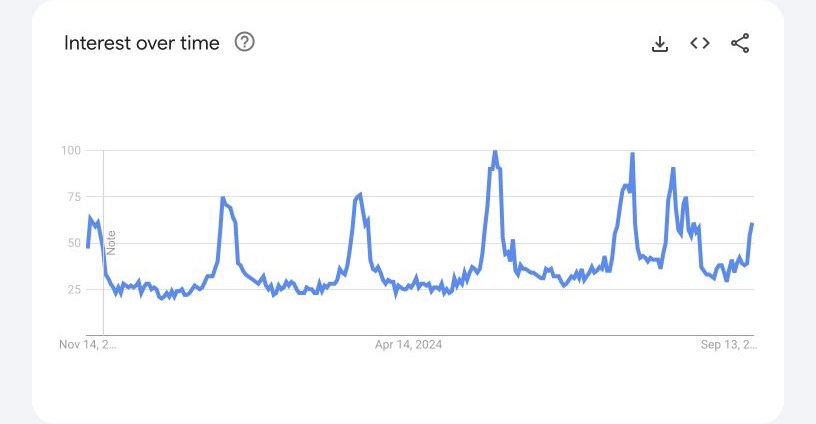 Interest over time
100
75
50
25
Note
Nov 14, 2...
Apr 14, 2024
Sep 13, 2...